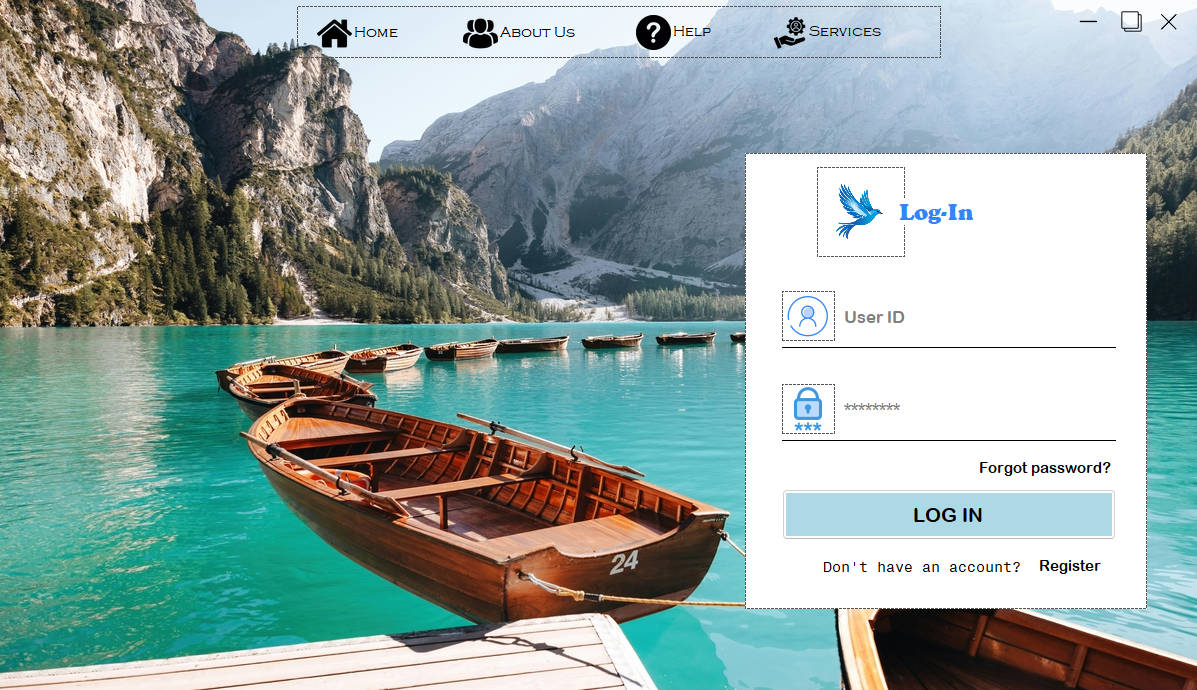 Home
About Us
Help
Services
Log-In
User ID
********
***
Forgot password?
LOG IN
Don't have an account? Register
24